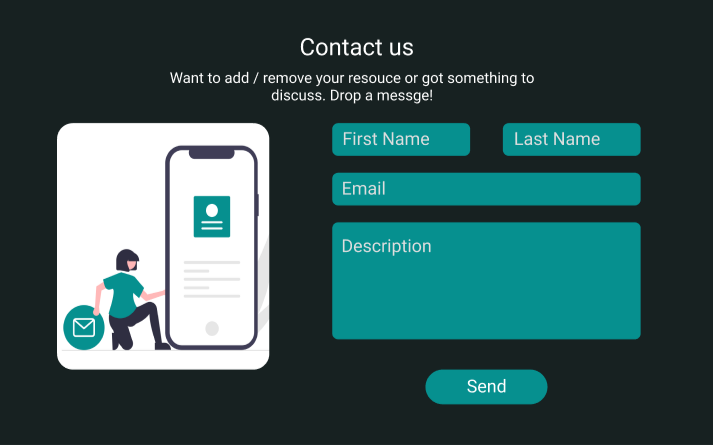 Contact us
Want to add / remove your resouce or got something to
discuss. Drop a messge!
First Name
Last Name
Email
Description
Send